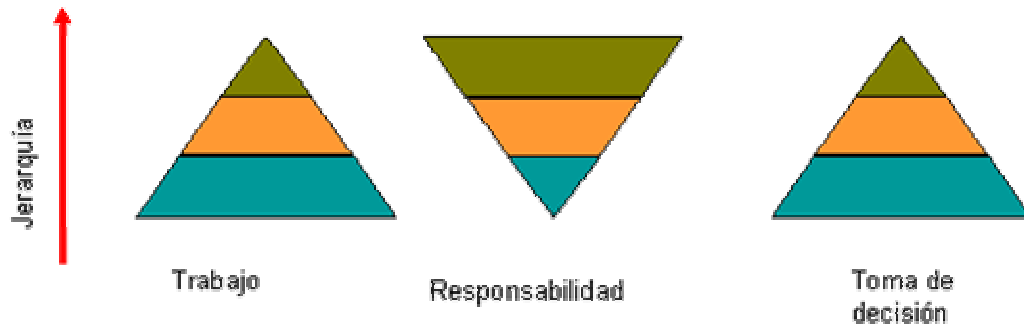 Jerarquía
Trabajo
Responsabilidad
Toma de
decisión